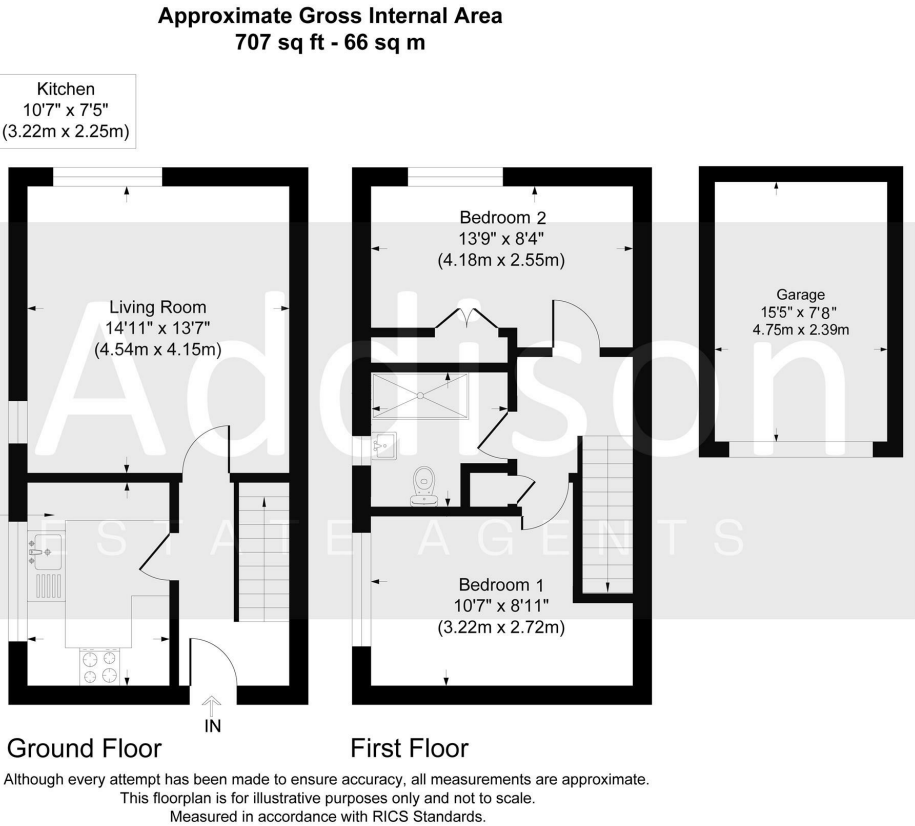 Approximate Gross Internal Area
707 sq ft - 66 sq m
Kitchen
10'7" x 7'5"
(3.22m x 2.25m)
Living Room
14'11" x 13'7"
(4.54m x 4.15m)
Bedroom 2
13'9" x 8'4"
(4.18m x 2.55m)
Garage
15'5" x 7'8"
4.75m x 2.39m
Addison
ESTATE AGENTS
Bedroom 1
10'7" x 8'11"
(3.22m x 2.72m)
IN
Ground Floor
First Floor
Although every attempt has been made to ensure accuracy, all measurements are approximate.
This floorplan is for illustrative purposes only and not to scale.
Measured in accordance with RICS Standards.